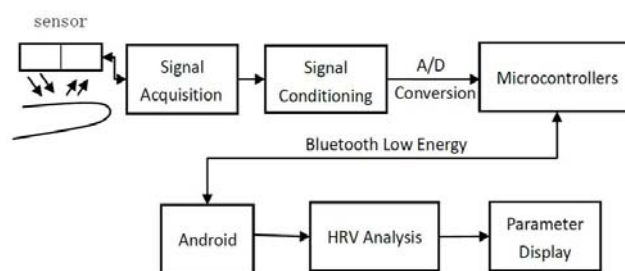 sensor
Signal
Acquisition
Signal
Conditioning
A/D
Conversion
Microcontrollers
Bluetooth Low Energy
Android
HRV Analysis
Parameter
Display